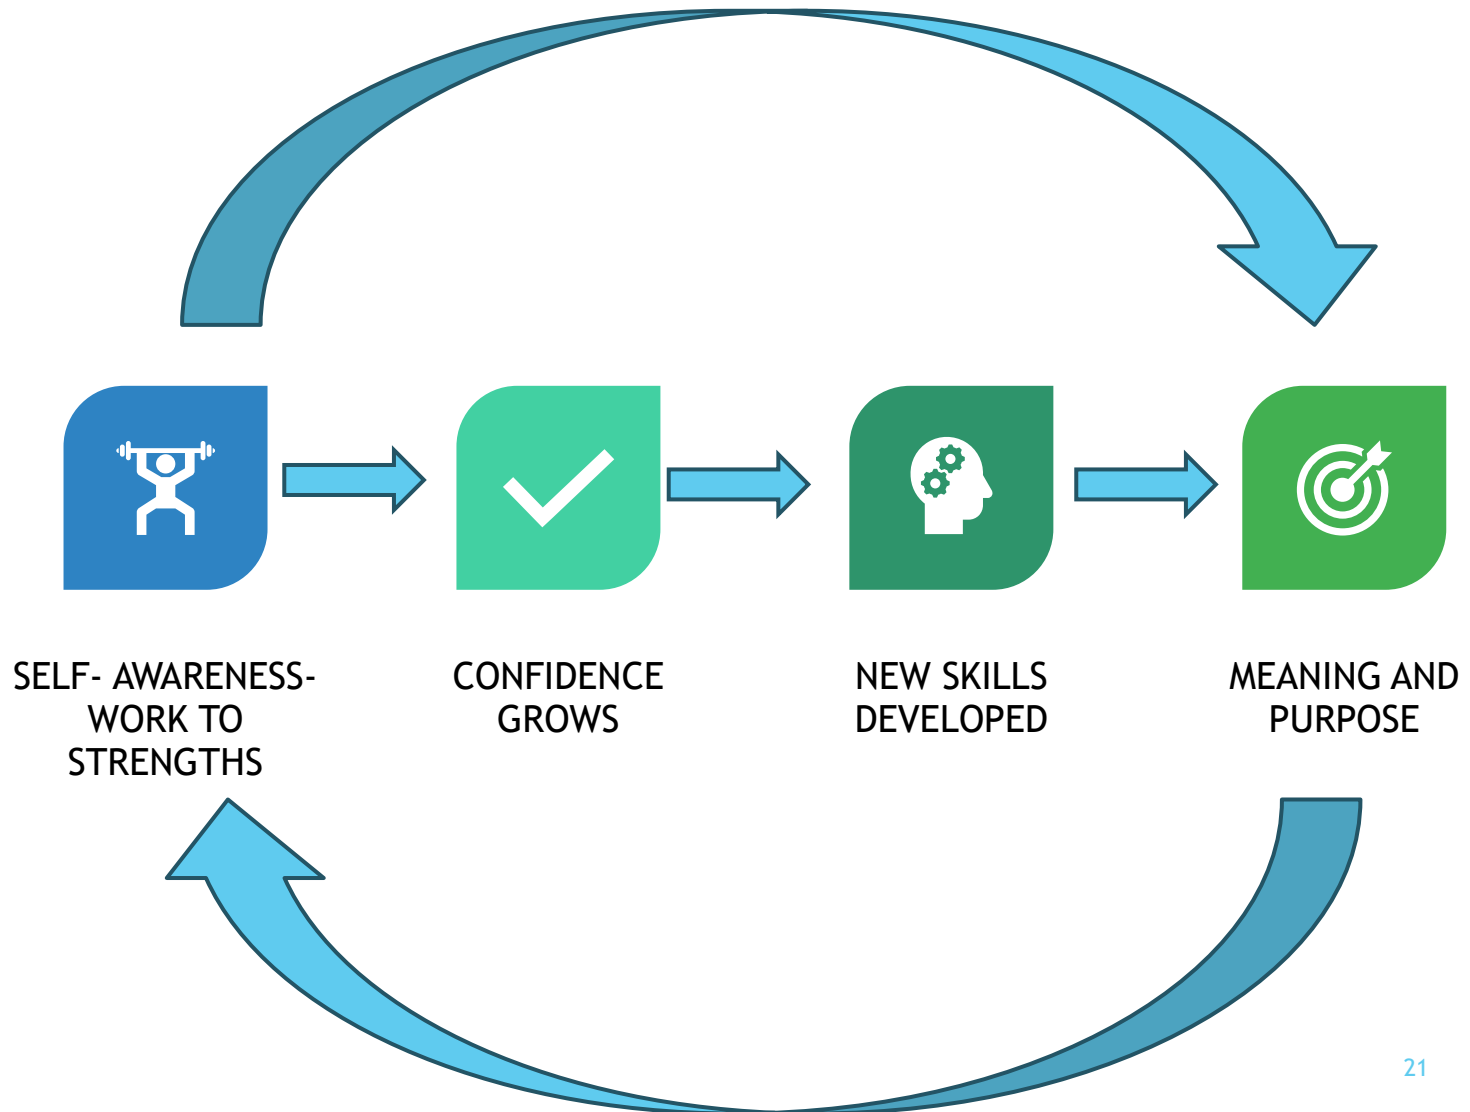 SELF- AWARENESS-
WORK TO
STRENGTHS
CONFIDENCE
GROWS
NEW SKILLS
DEVELOPED
MEANING AND
PURPOSE
21